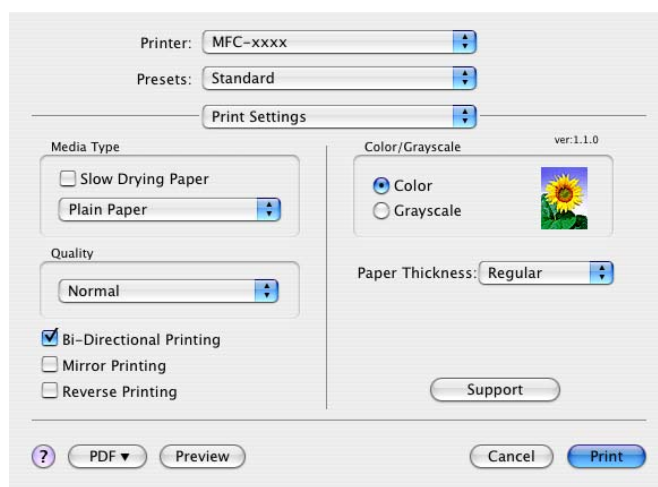 Printer: MFC-xxxx
Presets: Standard
Print Settings
Media Type
Slow Drying Paper
Plain Paper
Quality
Normal
Bi-Directional Printing
Mirror Printing
Reverse Printing
Color/Grayscale
ver:1.1.0
Color
Grayscale
Paper Thickness: Regular
Support
? PDF▼ Preview Cancel Print